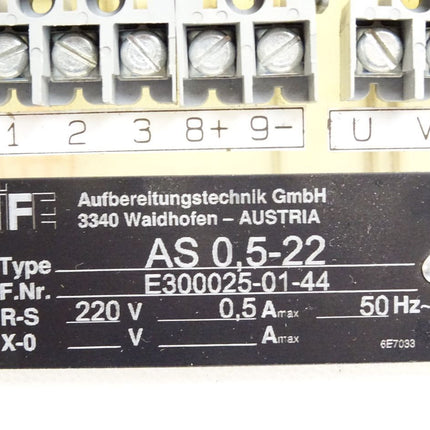 1 2 3 8+ 9- U V
IFE Aufbereitungstechnik GmbH
3340 Waidhofen – AUSTRIA
Type AS 0,5-22
F.Nr. E300025-01-44
R-S 220 V 0,5 Amax 50 Hz~
X-0 V Amax
6E7033